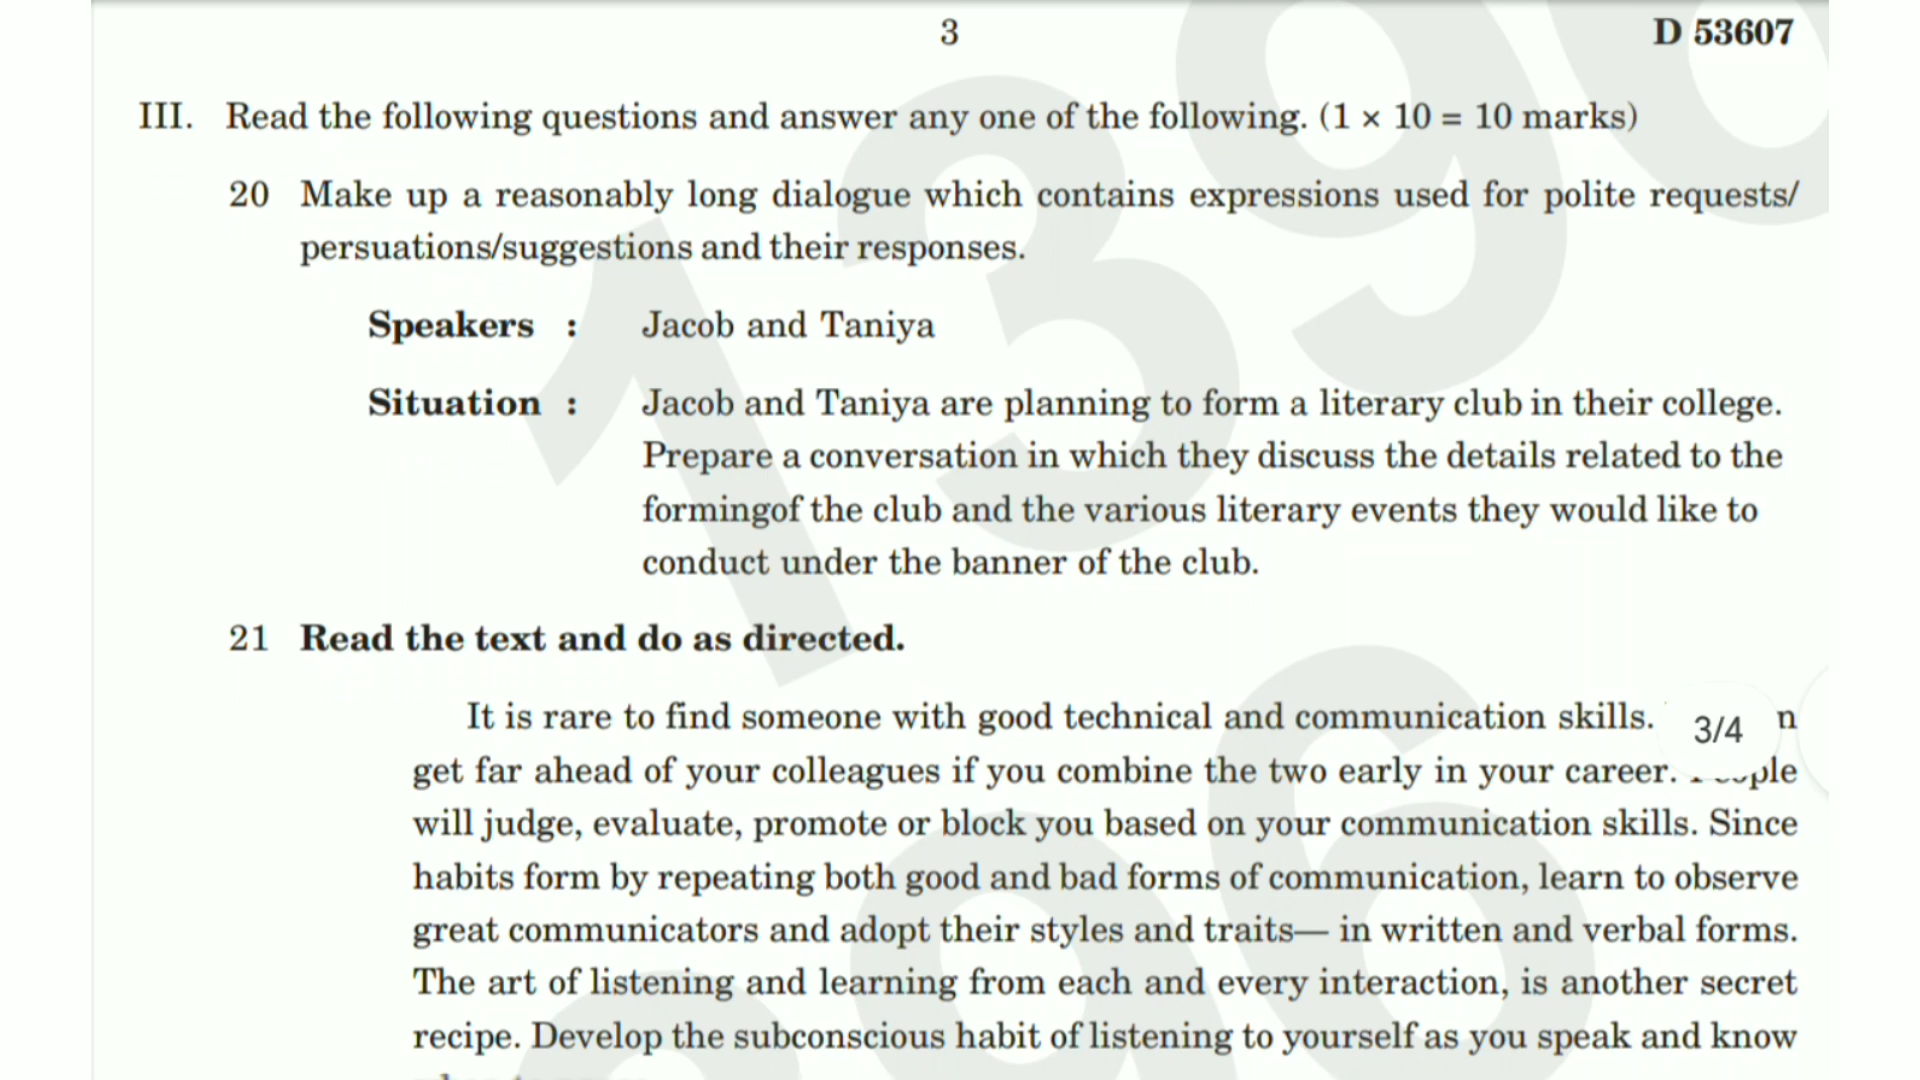 3
D 53607
III. Read the following questions and answer any one of the following. (1 × 10 = 10 marks)
20 Make up a reasonably long dialogue which contains expressions used for polite requests/
persuations/suggestions and their responses.
Speakers : Jacob and Taniya
Situation : Jacob and Taniya are planning to form a literary club in their college.
Prepare a conversation in which they discuss the details related to the
formingof the club and the various literary events they would like to
conduct under the banner of the club.
21 Read the text and do as directed.
It is rare to find someone with good technical and communication skills.
3/4
get far ahead of your colleagues if you combine the two early in your career. People
will judge, evaluate, promote or block you based on your communication skills. Since
habits form by repeating both good and bad forms of communication, learn to observe
great communicators and adopt their styles and traits— in written and verbal forms.
The art of listening and learning from each and every interaction, is another secret
recipe. Develop the subconscious habit of listening to yourself as you speak and know